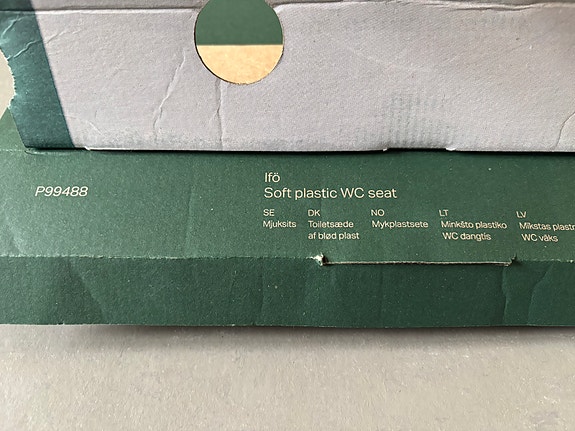 P99488
Ifö
Soft plastic WC seat
SE
Mjuksits
DK
Toiletsæde
af blød plast
NO
Mykplastsete
LT
Minkšto plastiko
WC dangtis
LV
Mīkstas
WC vāks